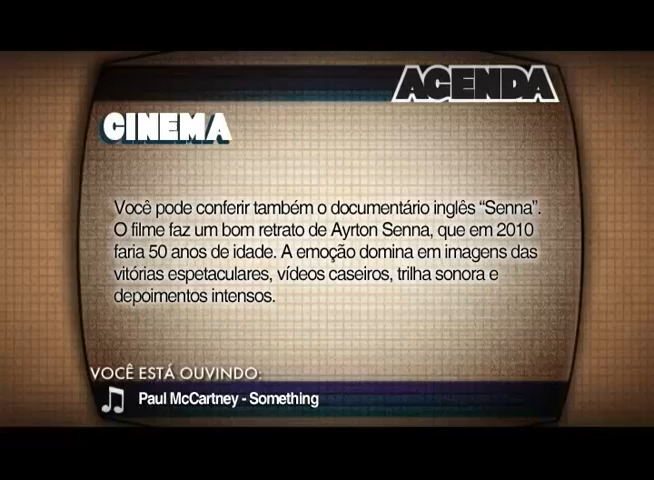 AGENDA
CINEMA
Você pode conferir também o documentário inglês “Senna”.
O filme faz um bom retrato de Ayrton Senna, que em 2010
faria 50 anos de idade. A emoção domina em imagens das
vitórias espetaculares, vídeos caseiros, trilha sonora e
depoimentos intensos.
VOCÊ ESTÁ OUVINDO:
Paul McCartney - Something